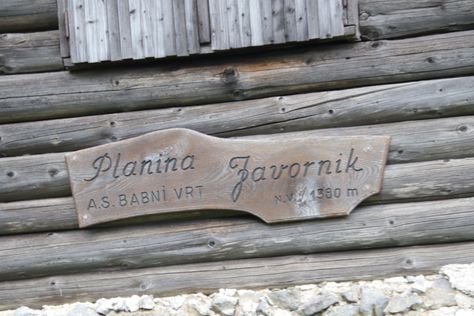 Planina Zavornik
A.S. BABNI VRT N.V. 1380 m